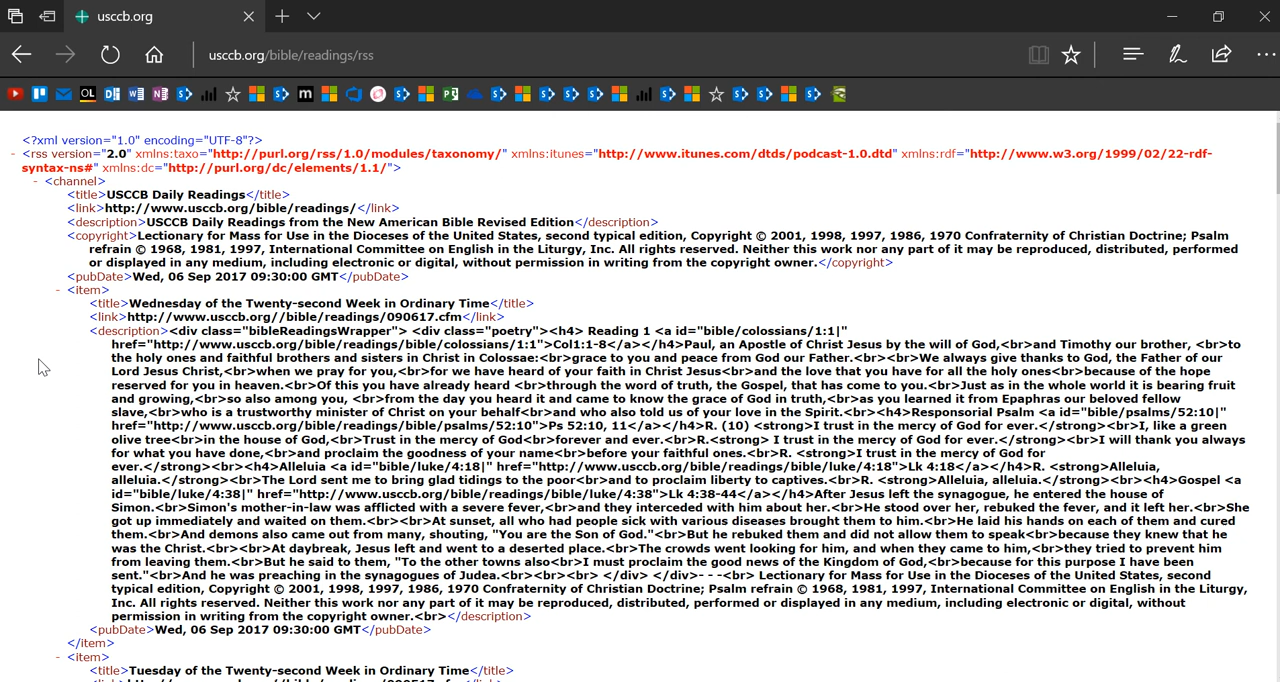 usccb.org
usccb.org/bible/readings/rss
<?xml version="1.0" encoding="UTF-8"?>
- <rss version="2.0" xmlns:taxo="http://purl.org/rss/1.0/modules/taxonomy/" xmlns:itunes="http://www.itunes.com/dtds/podcast-1.0.dtd" xmlns:rdf="http://www.w3.org/1999/02/22-rdf-
syntax-ns#" xmlns:dc="http://purl.org/dc/elements/1.1/">
- <channel>
<title>USCCB Daily Readings</title>
<link>http://www.usccb.org/bible/readings/</link>
<description>USCCB Daily Readings from the New American Bible Revised Edition</description>
<copyright>Lectionary for Mass for Use in the Dioceses of the United States, second typical edition, Copyright © 2001, 1998, 1997, 1986, 1970 Confraternity of Christian Doctrine; Psalm
refrain © 1968, 1981, 1997, International Committee on English in the Liturgy, Inc. All rights reserved. Neither this work nor any part of it may be reproduced, distributed, performed
or displayed in any medium, including electronic or digital, without permission in writing from the copyright owner.</copyright>
<pubDate>Wed, 06 Sep 2017 09:30:00 GMT</pubDate>
- <item>
<title>Wednesday of the Twenty-second Week in Ordinary Time</title>
<link>http://www.usccb.org//bible/readings/090617.cfm</link>
<description><div class="bibleReadingsWrapper"> <div class="poetry"><h4> Reading 1 <a id="bible/colossians/1:1|"
href="http://www.usccb.org/bible/readings/bible/colossians/1:1">Col1:1-8</a></h4>Paul, an Apostle of Christ Jesus by the will of God,<br>and Timothy our brother, <br>to
the holy ones and faithful brothers and sisters in Christ in Colossae:<br>grace to you and peace from God our Father.<br><br>We always give thanks to God, the Father of our
Lord Jesus Christ,<br>when we pray for you,<br>for we have heard of your faith in Christ Jesus<br>and the love that you have for all the holy ones<br>because of the hope
reserved for you in heaven.<br>Of this you have already heard <br>through the word of truth, the Gospel, that has come to you.<br>Just as in the whole world it is bearing fruit
and growing,<br>so also among you, <br>from the day you heard it and came to know the grace of God in truth,<br>as you learned it from Epaphras our beloved fellow
slave,<br>who is a trustworthy minister of Christ on your behalf<br>and who also told us of your love in the Spirit.<br><h4>Responsorial Psalm <a id="bible/psalms/52:10|"
href="http://www.usccb.org/bible/readings/bible/psalms/52:10">Ps 52:10, 11</a></h4>R. (10) <strong>I trust in the mercy of God for ever.</strong><br>I, like a green
olive tree<br>in the house of God,<br>Trust in the mercy of God<br>forever and ever.<br>R.<strong> I trust in the mercy of God for ever.</strong><br>I will thank you always
for what you have done,<br>and proclaim the goodness of your name<br>before your faithful ones.<br>R. <strong>I trust in the mercy of God for
ever.</strong><br><h4>Alleluia <a id="bible/luke/4:18|" href="http://www.usccb.org/bible/readings/bible/luke/4:18">Lk 4:18</a></h4>R. <strong>Alleluia,
alleluia.</strong><br>The Lord sent me to bring glad tidings to the poor<br>and to proclaim liberty to captives.<br>R. <strong>Alleluia, alleluia.</strong><br><h4>Gospel <a
id="bible/luke/4:38|" href="http://www.usccb.org/bible/readings/bible/luke/4:38">Lk 4:38-44</a></h4>After Jesus left the synagogue, he entered the house of
Simon.<br>Simon's mother-in-law was afflicted with a severe fever,<br>and they interceded with him about her.<br>He stood over her, rebuked the fever, and it left her.<br>She
got up immediately and waited on them.<br><br>At sunset, all who had people sick with various diseases brought them to him.<br>He laid his hands on each of them and cured
them.<br>And demons also came out from many, shouting, "You are the Son of God."<br>But he rebuked them and did not allow them to speak<br>because they knew that he
was the Christ.<br><br>At daybreak, Jesus left and went to a deserted place.<br>The crowds went looking for him, and when they came to him,<br>they tried to prevent him
from leaving them.<br>But he said to them, "To the other towns also<br>I must proclaim the good news of the Kingdom of God,<br>because for this purpose I have been
sent."<br>And he was preaching in the synagogues of Judea.<br><br><br> </div> </div>- - -<br> Lectionary for Mass for Use in the Dioceses of the United States, second
typical edition, Copyright © 2001, 1998, 1997, 1986, 1970 Confraternity of Christian Doctrine; Psalm refrain © 1968, 1981, 1997, International Committee on English in the Liturgy,
Inc. All rights reserved. Neither this work nor any part of it may be reproduced, distributed, performed or displayed in any medium, including electronic or digital, without
permission in writing from the copyright owner.<br></description>
<pubDate>Wed, 06 Sep 2017 09:30:00 GMT</pubDate>
</item>
- <item>
<title>Tuesday of the Twenty-second Week in Ordinary Time</title>